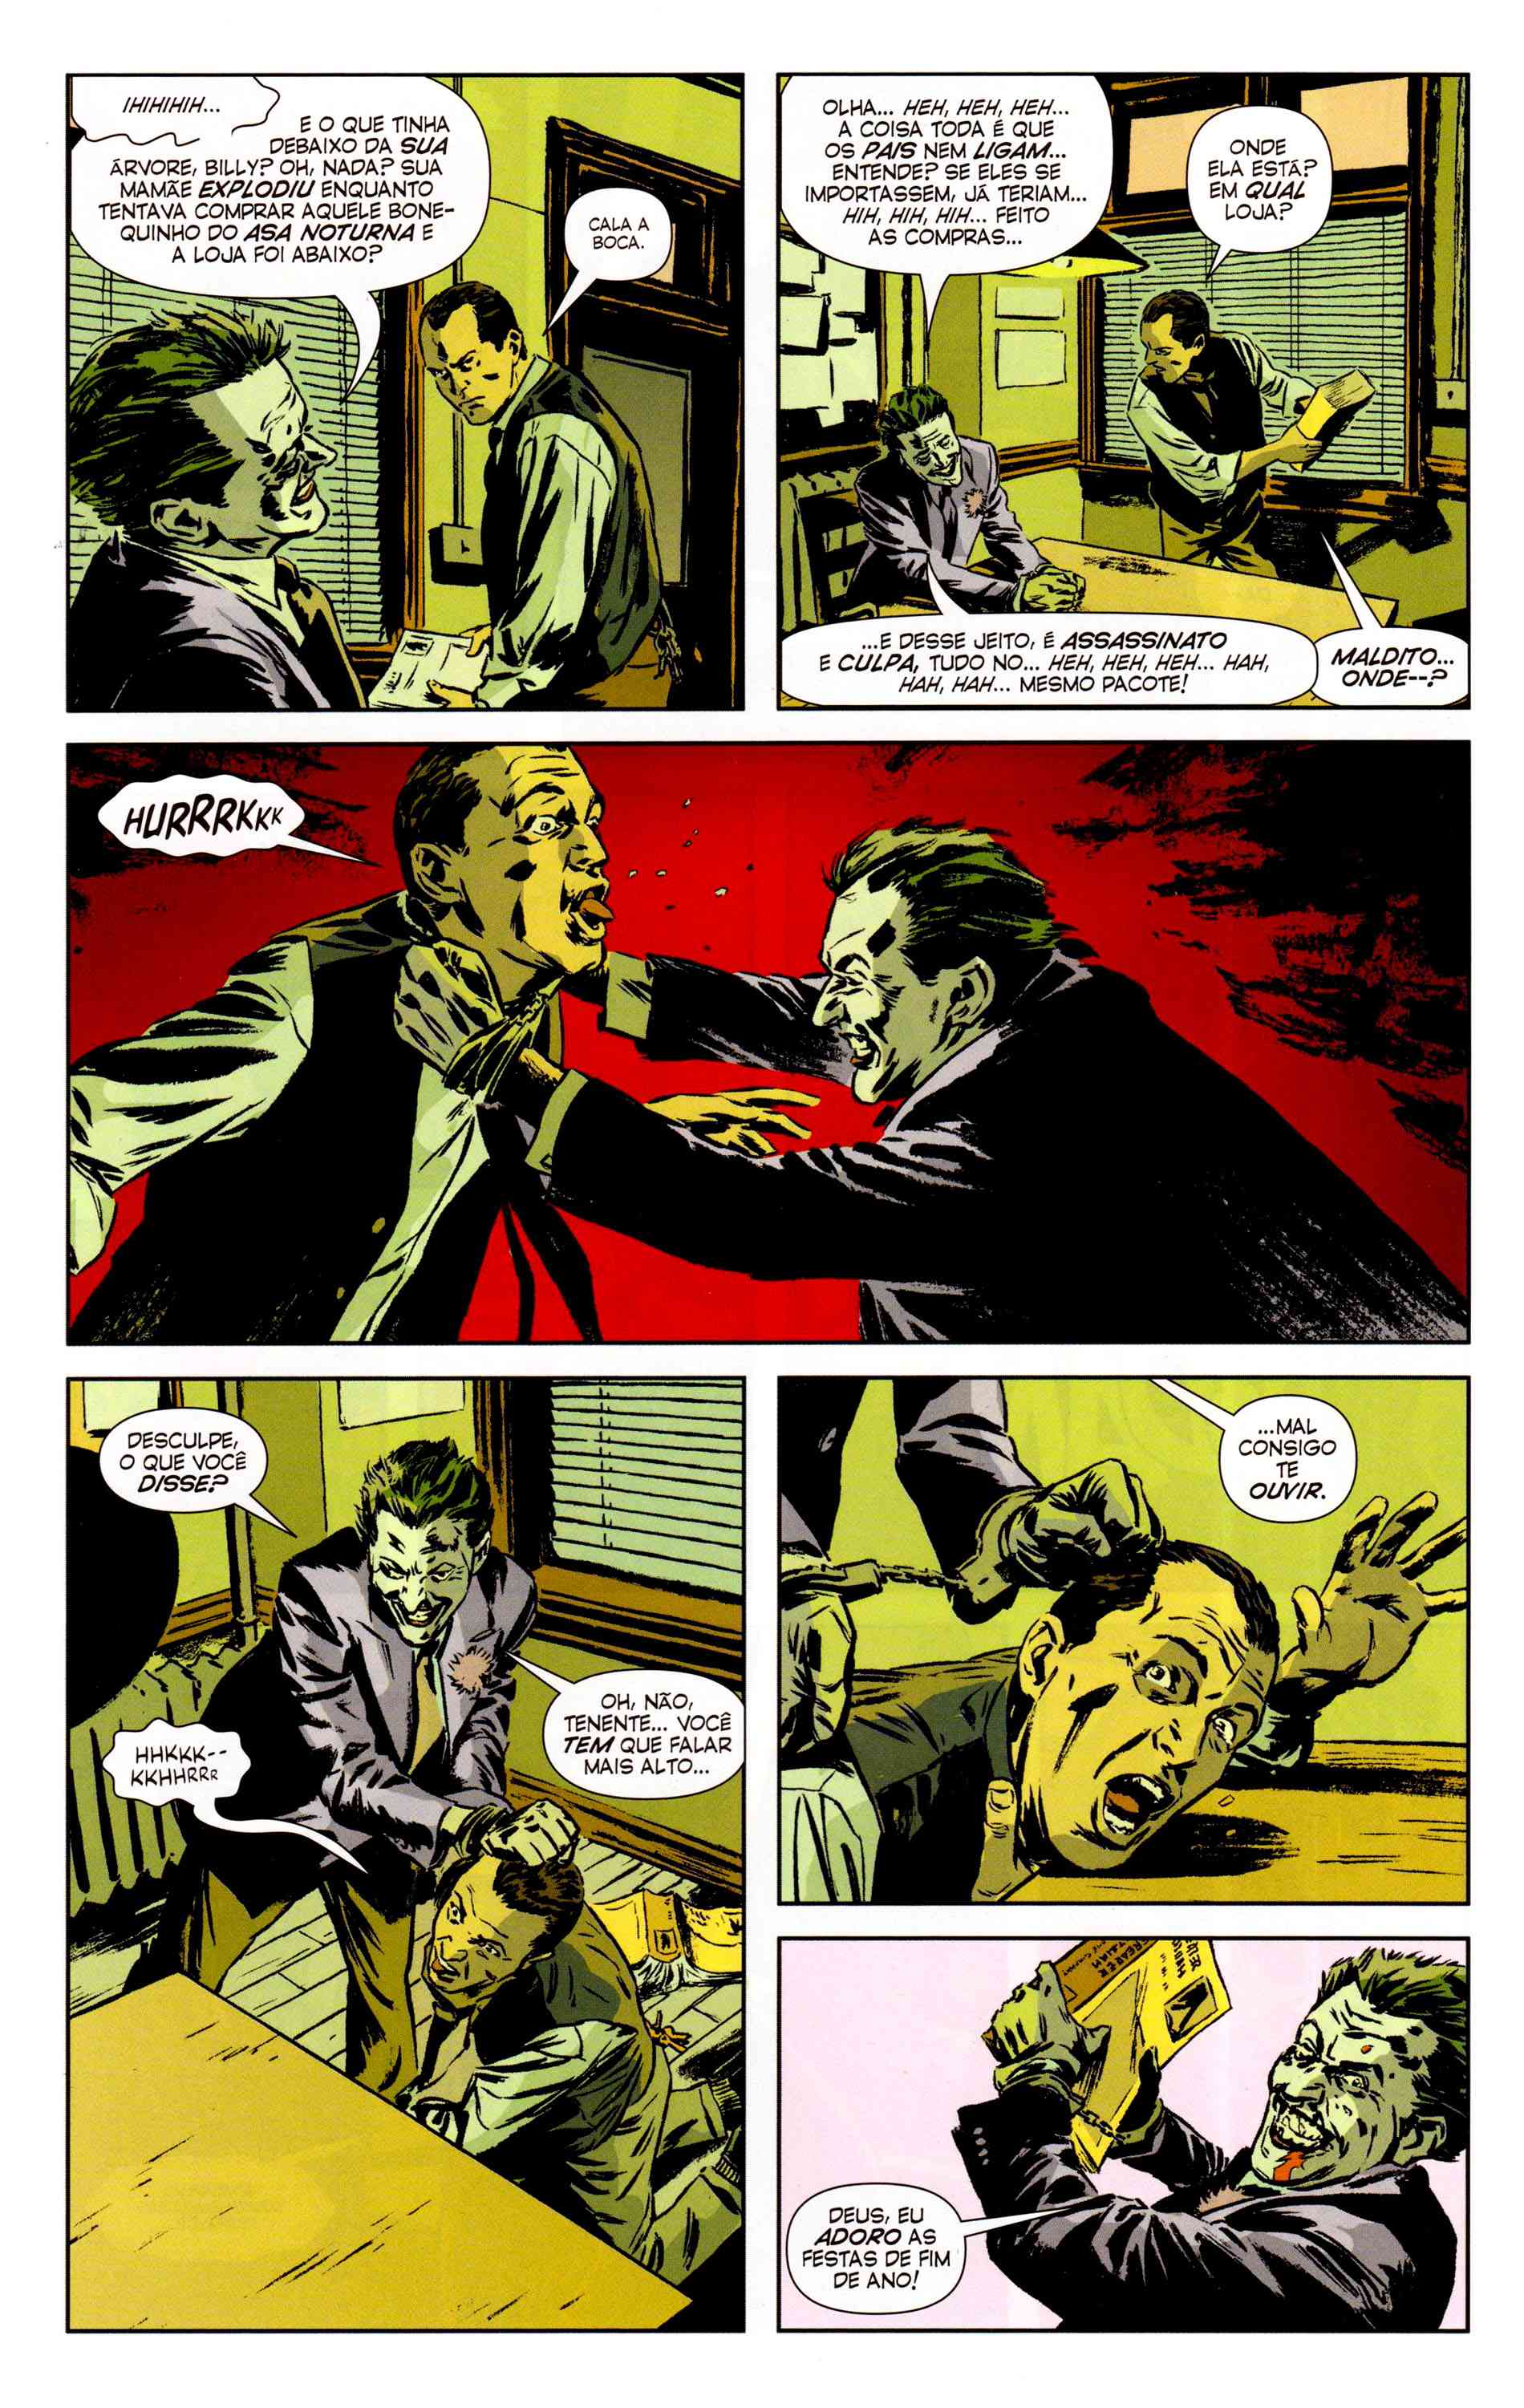 IHIHIHIH...
E O QUE TINHA
DEBAIXO DA SUA
ÁRVORE, BILLY? OH, NADA? SUA
MAMÃE EXPLODIU ENQUANTO
TENTAVA COMPRAR AQUELE BONE-
QUINHO DO ASA NOTURNA E
A LOJA FOI ABAIXO?
CALA A
BOCA.
OLHA... HEH, HEH, HEH...
A COISA TODA É QUE
OS PAIS NEM LIGAM...
ENTENDE? SE ELES SE
IMPORTASSEM, JÁ TERIAM...
HIH, HIH, HIH... FEITO
AS COMPRAS...
ONDE
ELA ESTÁ?
EM QUAL
LOJA?
...E DESSE JEITO, É ASSASSINATO
E CULPA, TUDO NO... HEH, HEH, HEH... HAH,
HAH, HAH... MESMO PACOTE!
MALDITO...
ONDE--?
HURRRKKK
DESCULPE,
O QUE VOCÊ
DISSE?
OH, NÃO,
TENENTE... VOCÊ
TEM QUE FALAR
MAIS ALTO...
HHKKK--
KKHHRRR
...MAL
CONSIGO
TE
OUVIR.
DEUS, EU
ADORO AS
FESTAS DE FIM
DE ANO!